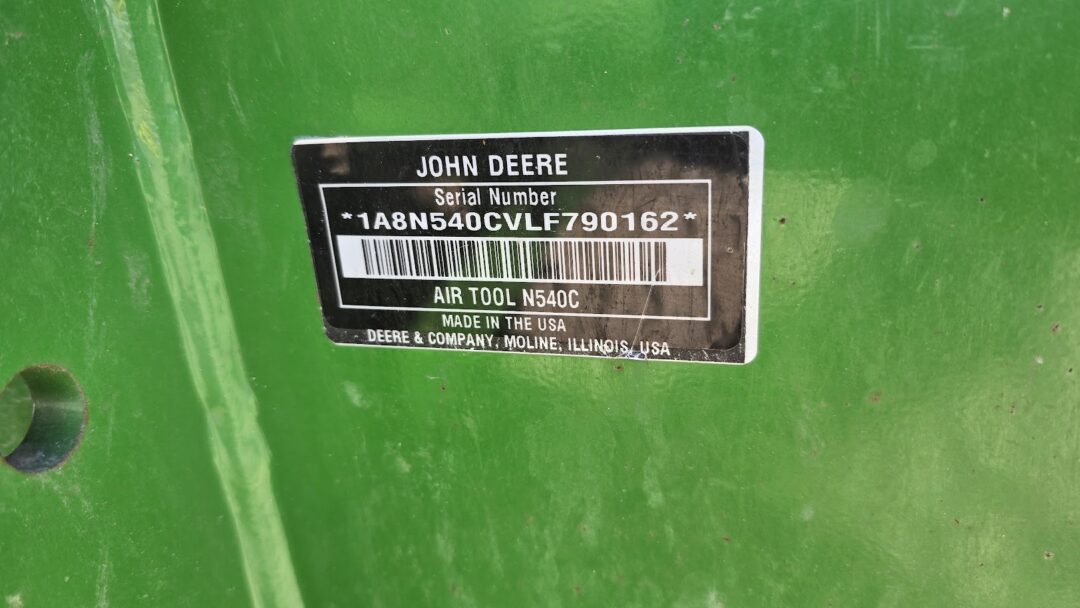 JOHN DEERE
Serial Number
*1A8N540CVLF790162*
AIR TOOL N540C
MADE IN THE USA
DEERE & COMPANY, MOLINE, ILLINOIS, USA